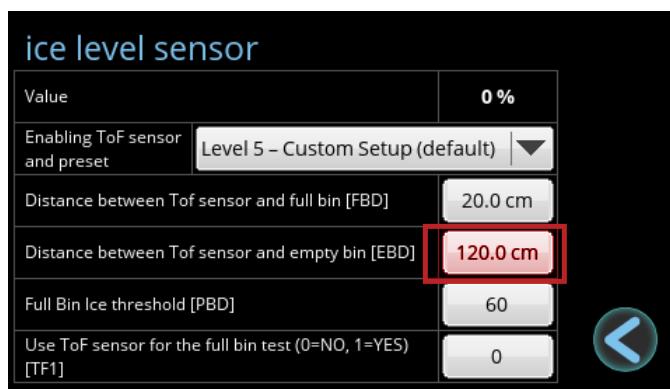 ice level sensor
Value
0 %
Enabling ToF sensor
and preset
Level 5 – Custom Setup (default)
Distance between Tof sensor and full bin [FBD]
20.0 cm
Distance between Tof sensor and empty bin [EBD]
120.0 cm
Full Bin Ice threshold [PBD]
60
Use ToF sensor for the full bin test (0=NO, 1=YES)
[TF1]
0